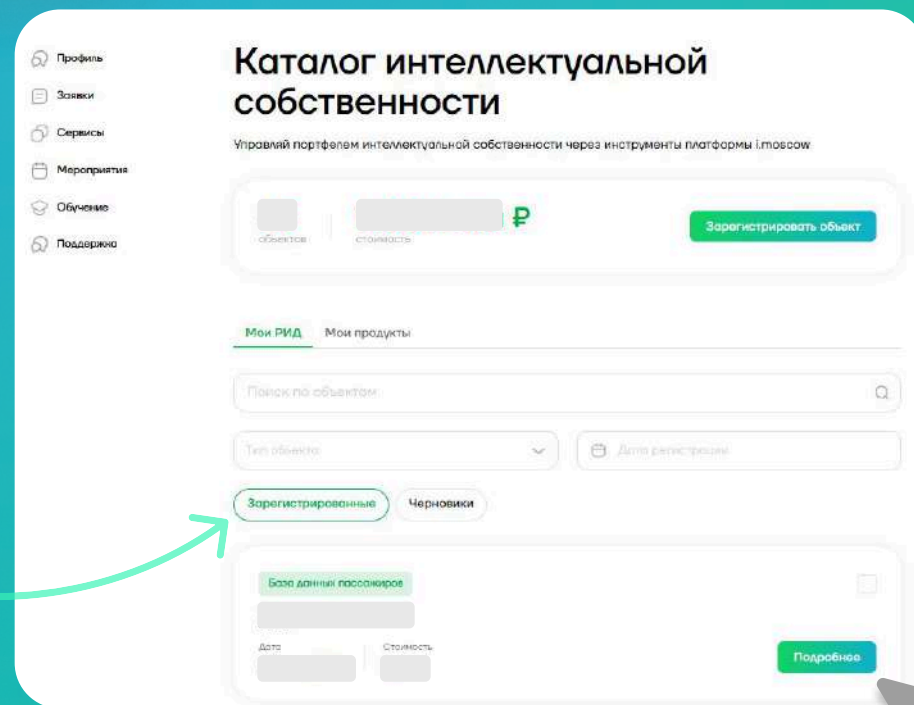 Профиль
Заявки
Сервисы
Мероприятия
Обучение
Поддержка
Каталог интеллектуальной
собственности
Управляй портфелем интеллектуальной собственности через инструменты платформы i.moscow
₽
объектов
стоимость
Зарегистрировать объект
Мои РИД
Мои продукты
Поиск по объектам
Тип объекта
Дата регистрации
Зарегистрированные
Черновики
База данных пассажиров
Дата
Стоимость
Подробнее